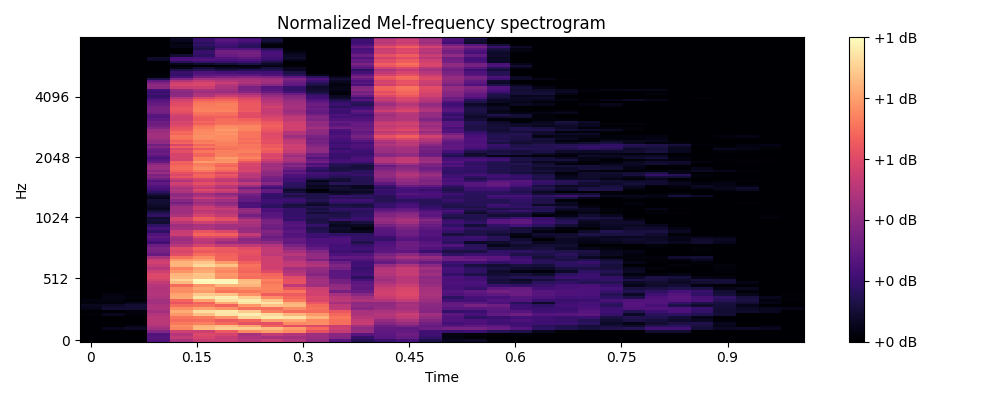 Normalized Mel-frequency spectrogram
Hz
4096
2048
1024
512
0
0 0.15 0.3 0.45 0.6 0.75 0.9
Time
+1 dB
+1 dB
+1 dB
+0 dB
+0 dB
+0 dB